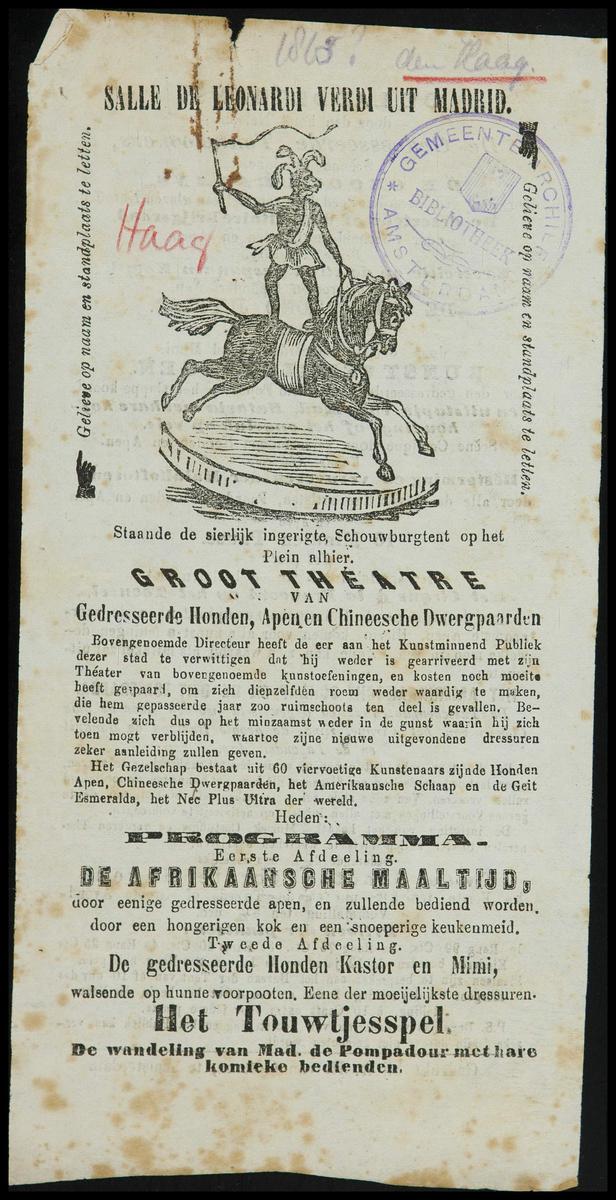 1865? den Haag.
SALLE DE LEONARDI VERDI UIT MADRID.
GEMEENTE ARCHIEF
BIBLIOTHEEK
AMSTERDAM
Haag
Gelieve op naam en standplaats te letten.
Gelieve op naam en standplaats te letten.
Staande de sierlijk ingerigte, Schouwburgtent op het
Plein alhier.
GROOT THÉATRE
VAN
Gedresseerde Honden, Apen en Chineesche Dwergpaarden
Bovengenoemde Directeur heeft de eer aan het Kunstminnend Publiek
dezer stad te verwittigen dat hij weder is gearriveerd met zijn
Théater van bovengenoemde kunstoefeningen, en kosten noch moeite
heeft gespaard, om zich dienzelfden roem weder waardig te maken,
die hem gepasseerde jaar zoo ruimschoots ten deel is gevallen. Be-
velende zich dus op het minzaamst weder in de gunst waarin hij zich
toen mogt verblijden, waartoe zijne nieuwe uitgevondene dressuren
zeker aanleiding zullen geven.
Het Gezelschap bestaat uit 60 viervoetige Kunstenaars zijnde Honden
Apen, Chineesche Dwergpaarden, het Amerikaansche Schaap en de Geit
Esmeralda, het Nec Plus Ultra der wereld.
Heden:
PROGRAMMA.
Eerste Afdeeling.
DE AFRIKAANSCHE MAALTIJD,
door eenige gedresseerde apen, en zullende bediend worden.
door een hongerigen kok en een snoeperige keukenmeid.
Tweede Afdeeling.
De gedresseerde Honden Kastor en Mimi,
walsende op hunne voorpooten. Eene der moeijelijkste dressuren.
Het Touwtjesspel.
De wandeling van Mad. de Pompadour met hare
komieke bedienden.